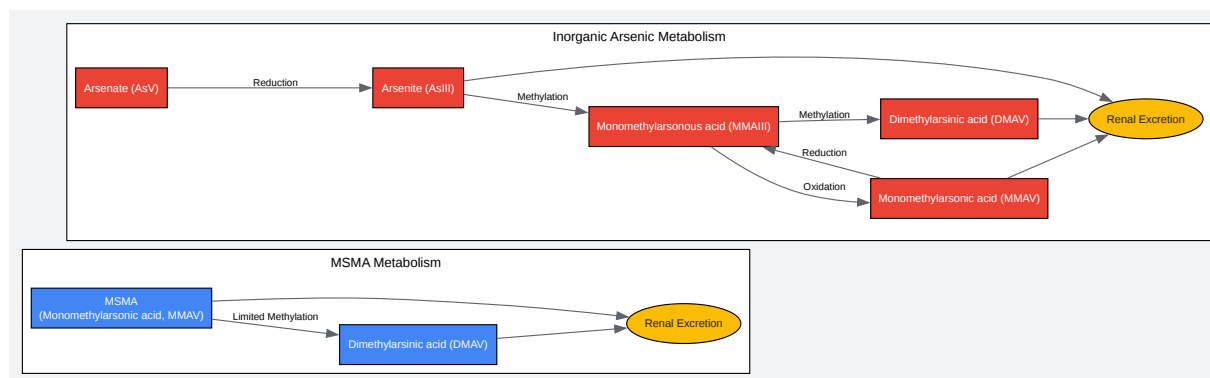 Inorganic Arsenic Metabolism
Arsenate (AsV)
Reduction
Arsenite (AsIII)
Methylation
Monomethylarsonous acid (MMAIII)
Methylation
Dimethylarsinic acid (DMAV)
Renal Excretion
Reduction
Oxidation
Monomethylarsonic acid (MMAV)
MSMA Metabolism
MSMA
(Monomethylarsonic acid, MMAV)
Limited Methylation
Dimethylarsinic acid (DMAV)
Renal Excretion